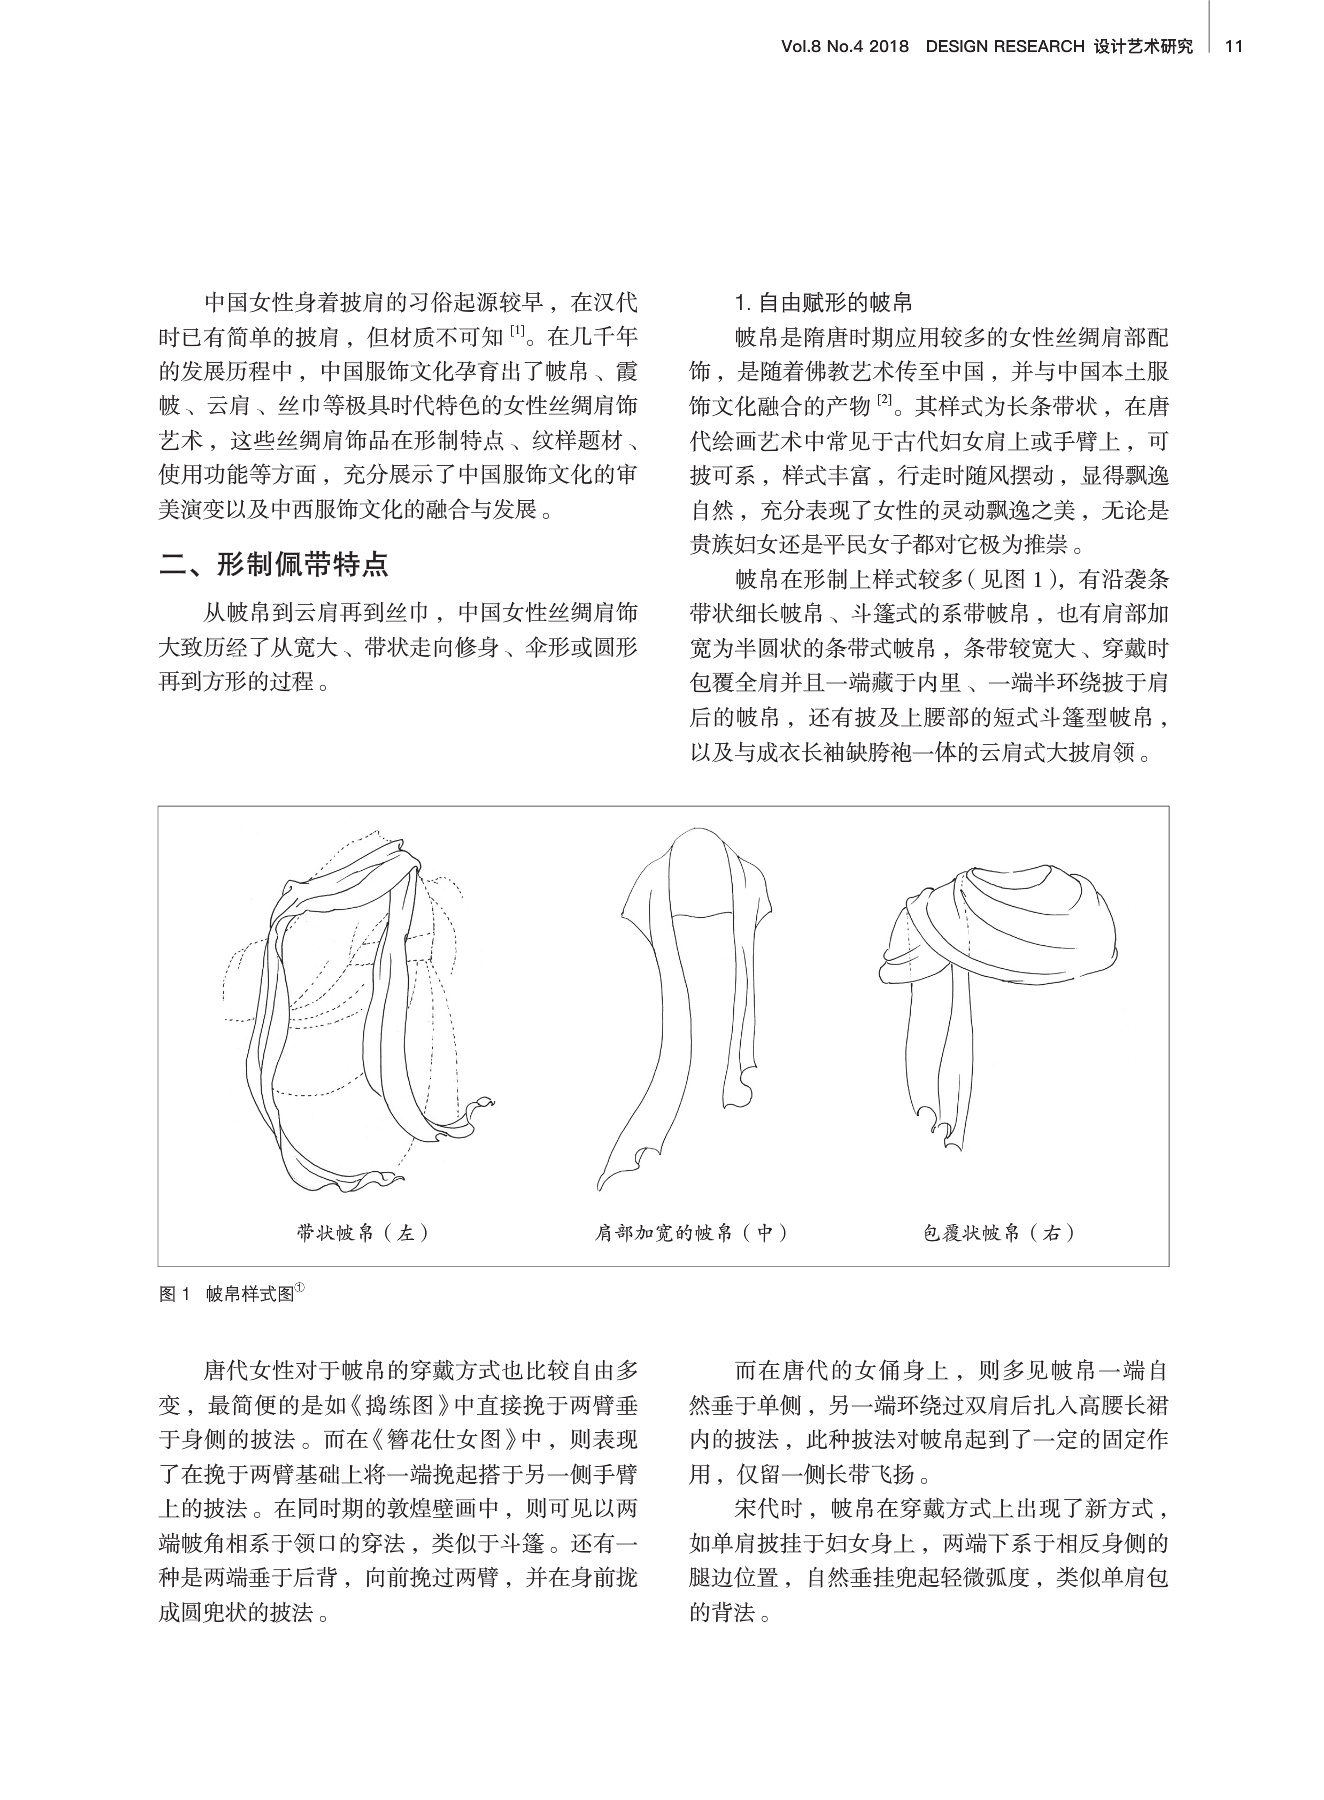 Vol.8 No.4 2018 DESIGN RESEARCH 设计艺术研究 11
中国女性身着披肩的习俗起源较早，在汉代
时已有简单的披肩，但材质不可知[1]。在几千年
的发展历程中，中国服饰文化孕育出了帔帛、霞
帔、云肩、丝巾等极具时代特色的女性丝绸肩饰
艺术，这些丝绸肩饰品在形制特点、纹样题材、
使用功能等方面，充分展示了中国服饰文化的审
美演变以及中西服饰文化的融合与发展。
二、形制佩带特点
从帔帛到云肩再到丝巾，中国女性丝绸肩饰
大致历经了从宽大、带状走向修身、伞形或圆形
再到方形的过程。
1. 自由赋形的帔帛
帔帛是隋唐时期应用较多的女性丝绸肩部配
饰，是随着佛教艺术传至中国，并与中国本土服
饰文化融合的产物[2]。其样式为长条带状，在唐
代绘画艺术中常见于古代妇女肩上或手臂上，可
披可系，样式丰富，行走时随风摆动，显得飘逸
自然，充分表现了女性的灵动飘逸之美，无论是
贵族妇女还是平民女子都对它极为推崇。
帔帛在形制上样式较多（见图 1），有沿袭条
带状细长帔帛、斗篷式的系带帔帛，也有肩部加
宽为半圆状的条带式帔帛，条带较宽大、穿戴时
包覆全肩并且一端藏于内里、一端半环绕披于肩
后的帔帛，还有披及上腰部的短式斗篷型帔帛，
以及与成衣长袖缺胯袍一体的云肩式大披肩领。
带状帔帛（左）
肩部加宽的帔帛（中）
包覆状帔帛（右）
图 1 帔帛样式图①
唐代女性对于帔帛的穿戴方式也比较自由多
变，最简便的是如《捣练图》中直接挽于两臂垂
于身侧的披法。而在《簪花仕女图》中，则表现
了在挽于两臂基础上将一端挽起搭于另一侧手臂
上的披法。在同时期的敦煌壁画中，则可见以两
端帔角相系于领口的穿法，类似于斗篷。还有一
种是两端垂于后背，向前挽过两臂，并在身前拢
成圆兜状的披法。
而在唐代的女俑身上，则多见帔帛一端自
然垂于单侧，另一端环绕过双肩后扎入高腰长裙
内的披法，此种披法对帔帛起到了一定的固定作
用，仅留一侧长带飞扬。
宋代时，帔帛在穿戴方式上出现了新方式，
如单肩披挂于妇女身上，两端下系于相反身侧的
腿边位置，自然垂挂兜起轻微弧度，类似单肩包
的背法。